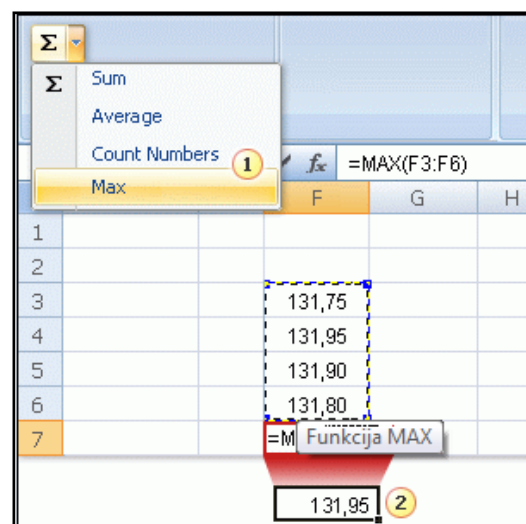 Σ
Σ Sum
Average
Count Numbers 1
Max
fx =MAX(F3:F6)
F G H
1
2
3 131,75
4 131,95
5 131,90
6 131,80
7 =M Funkcija MAX
131,95 2